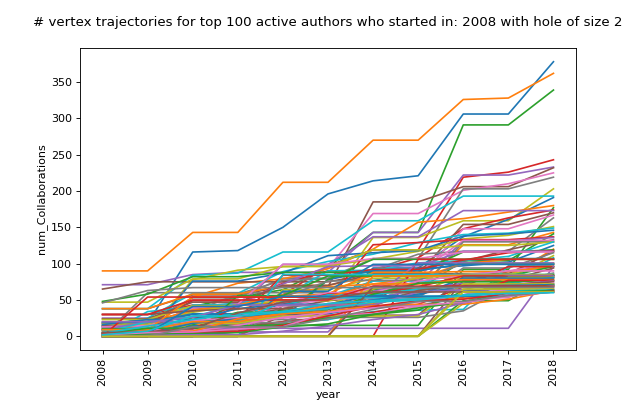 # vertex trajectories for top 100 active authors who started in: 2008 with hole of size 2
350
300
250
200
150
100
50
0
num_Collaborations
2008 2009 2010 2011 2012 2013 2014 2015 2016 2017 2018
year